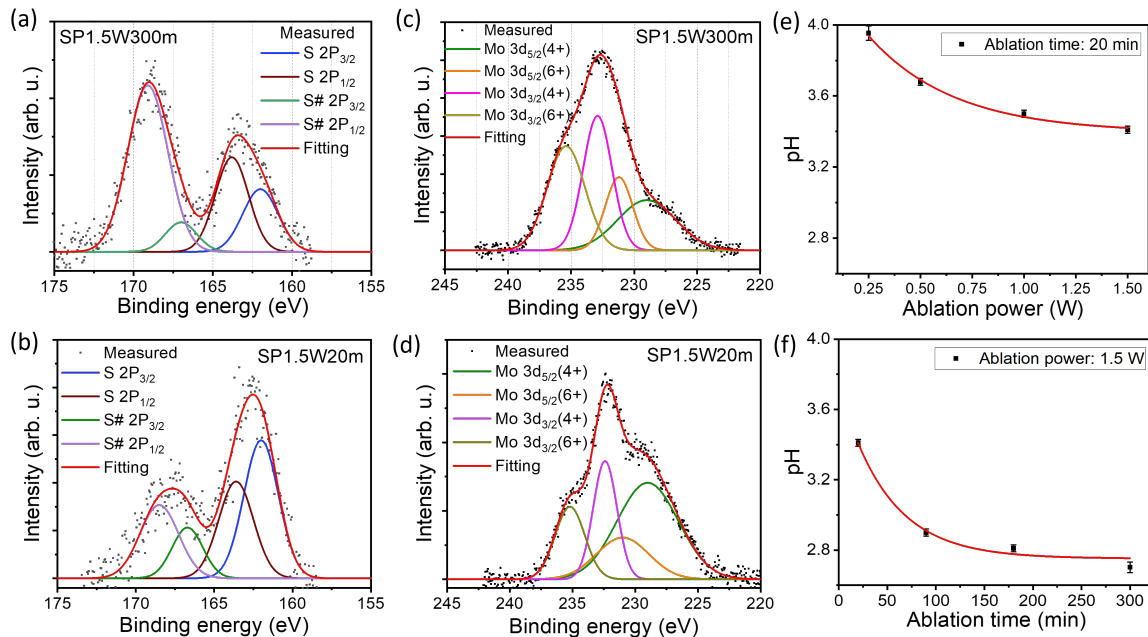 (a)
Measured
SP1.5W300m
S 2P3/2
S 2P1/2
S# 2P3/2
S# 2P1/2
Fitting
Intensity (arb. u.)
175 170 165 160 155
Binding energy (eV)
(b)
Measured
SP1.5W20m
S 2P3/2
S 2P1/2
S# 2P3/2
S# 2P1/2
Fitting
Intensity (arb. u.)
175 170 165 160 155
Binding energy (eV)
(c)
Measured
SP1.5W300m
Mo 3d5/2(4+)
Mo 3d5/2(6+)
Mo 3d3/2(4+)
Mo 3d3/2(6+)
Fitting
Intensity (arb. u.)
245 240 235 230 225 220
Binding energy (eV)
(d)
Measured
SP1.5W20m
Mo 3d5/2(4+)
Mo 3d5/2(6+)
Mo 3d3/2(4+)
Mo 3d3/2(6+)
Fitting
Intensity (arb. u.)
245 240 235 230 225 220
Binding energy (eV)
(e)
Ablation time: 20 min
4.0
3.6
3.2
2.8
pH
0.25 0.50 0.75 1.00 1.25 1.50
Ablation power (W)
(f)
Ablation power: 1.5 W
4.0
3.6
3.2
2.8
pH
0 50 100 150 200 250 300
Ablation time (min)